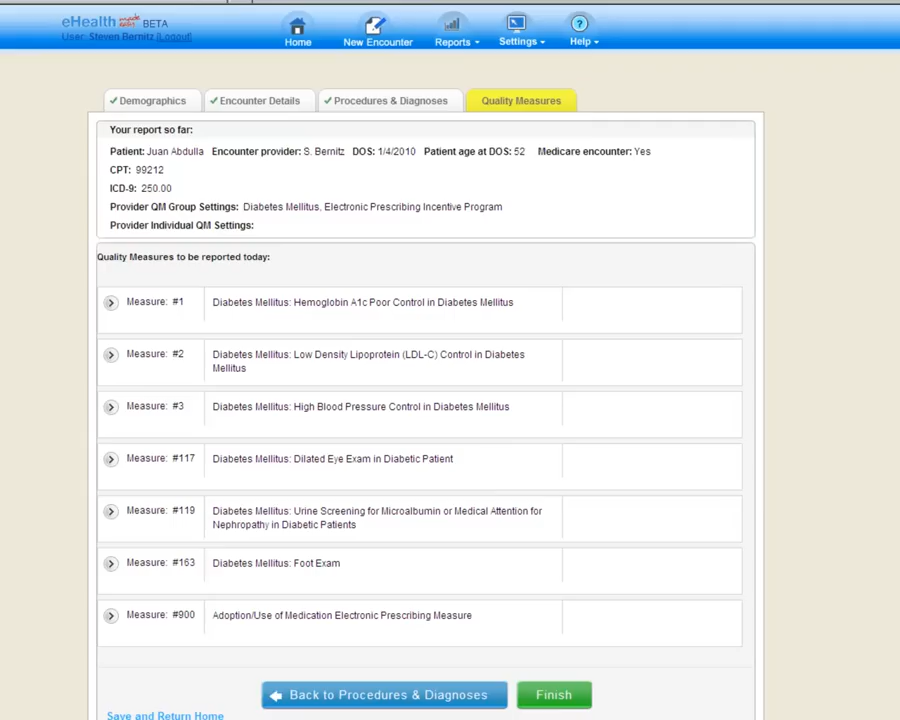 eHealth made easy BETA
User: Steven Bernitz [Logout]
Home
New Encounter
Reports
Settings
? Help
Demographics
Encounter Details
Procedures & Diagnoses
Quality Measures
Your report so far:
Patient: Juan Abdulla Encounter provider: S. Bernitz DOS: 1/4/2010 Patient age at DOS: 52 Medicare encounter: Yes
CPT: 99212
ICD-9: 250.00
Provider QM Group Settings: Diabetes Mellitus, Electronic Prescribing Incentive Program
Provider Individual QM Settings:
Quality Measures to be reported today:
Measure: #1 Diabetes Mellitus: Hemoglobin A1c Poor Control in Diabetes Mellitus
Measure: #2 Diabetes Mellitus: Low Density Lipoprotein (LDL-C) Control in Diabetes
Mellitus
Measure: #3 Diabetes Mellitus: High Blood Pressure Control in Diabetes Mellitus
Measure: #117 Diabetes Mellitus: Dilated Eye Exam in Diabetic Patient
Measure: #119 Diabetes Mellitus: Urine Screening for Microalbumin or Medical Attention for
Nephropathy in Diabetic Patients
Measure: #163 Diabetes Mellitus: Foot Exam
Measure: #900 Adoption/Use of Medication Electronic Prescribing Measure
Back to Procedures & Diagnoses
Finish
Save and Return Home